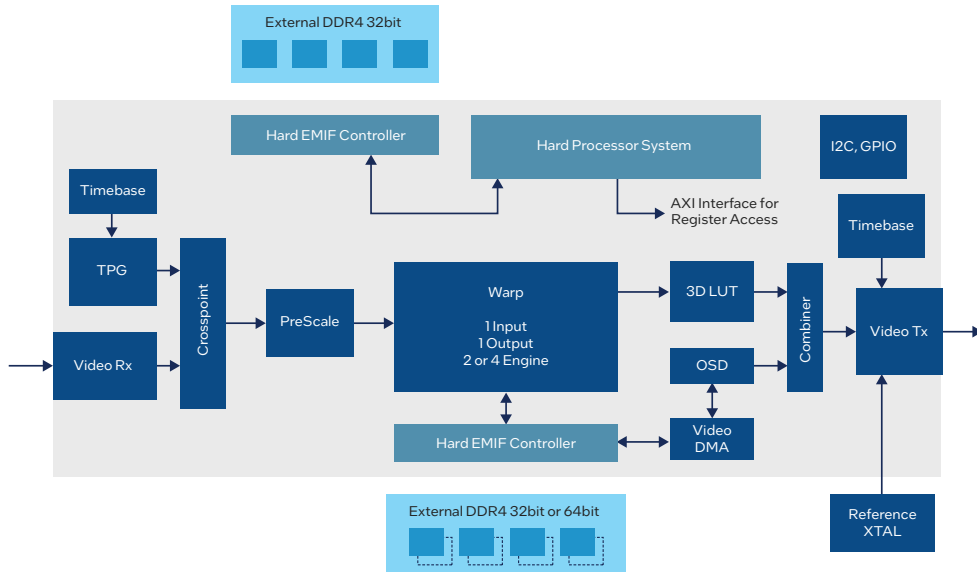 External DDR4 32bit
Hard EMIF Controller
Hard Processor System
I2C, GPIO
Timebase
AXI Interface for
Register Access
Timebase
TPG
Crosspoint
PreScale
Warp
1 Input
1 Output
2 or 4 Engine
3D LUT
Combiner
Video Tx
Video Rx
OSD
Hard EMIF Controller
Video
DMA
External DDR4 32bit or 64bit
Reference
XTAL